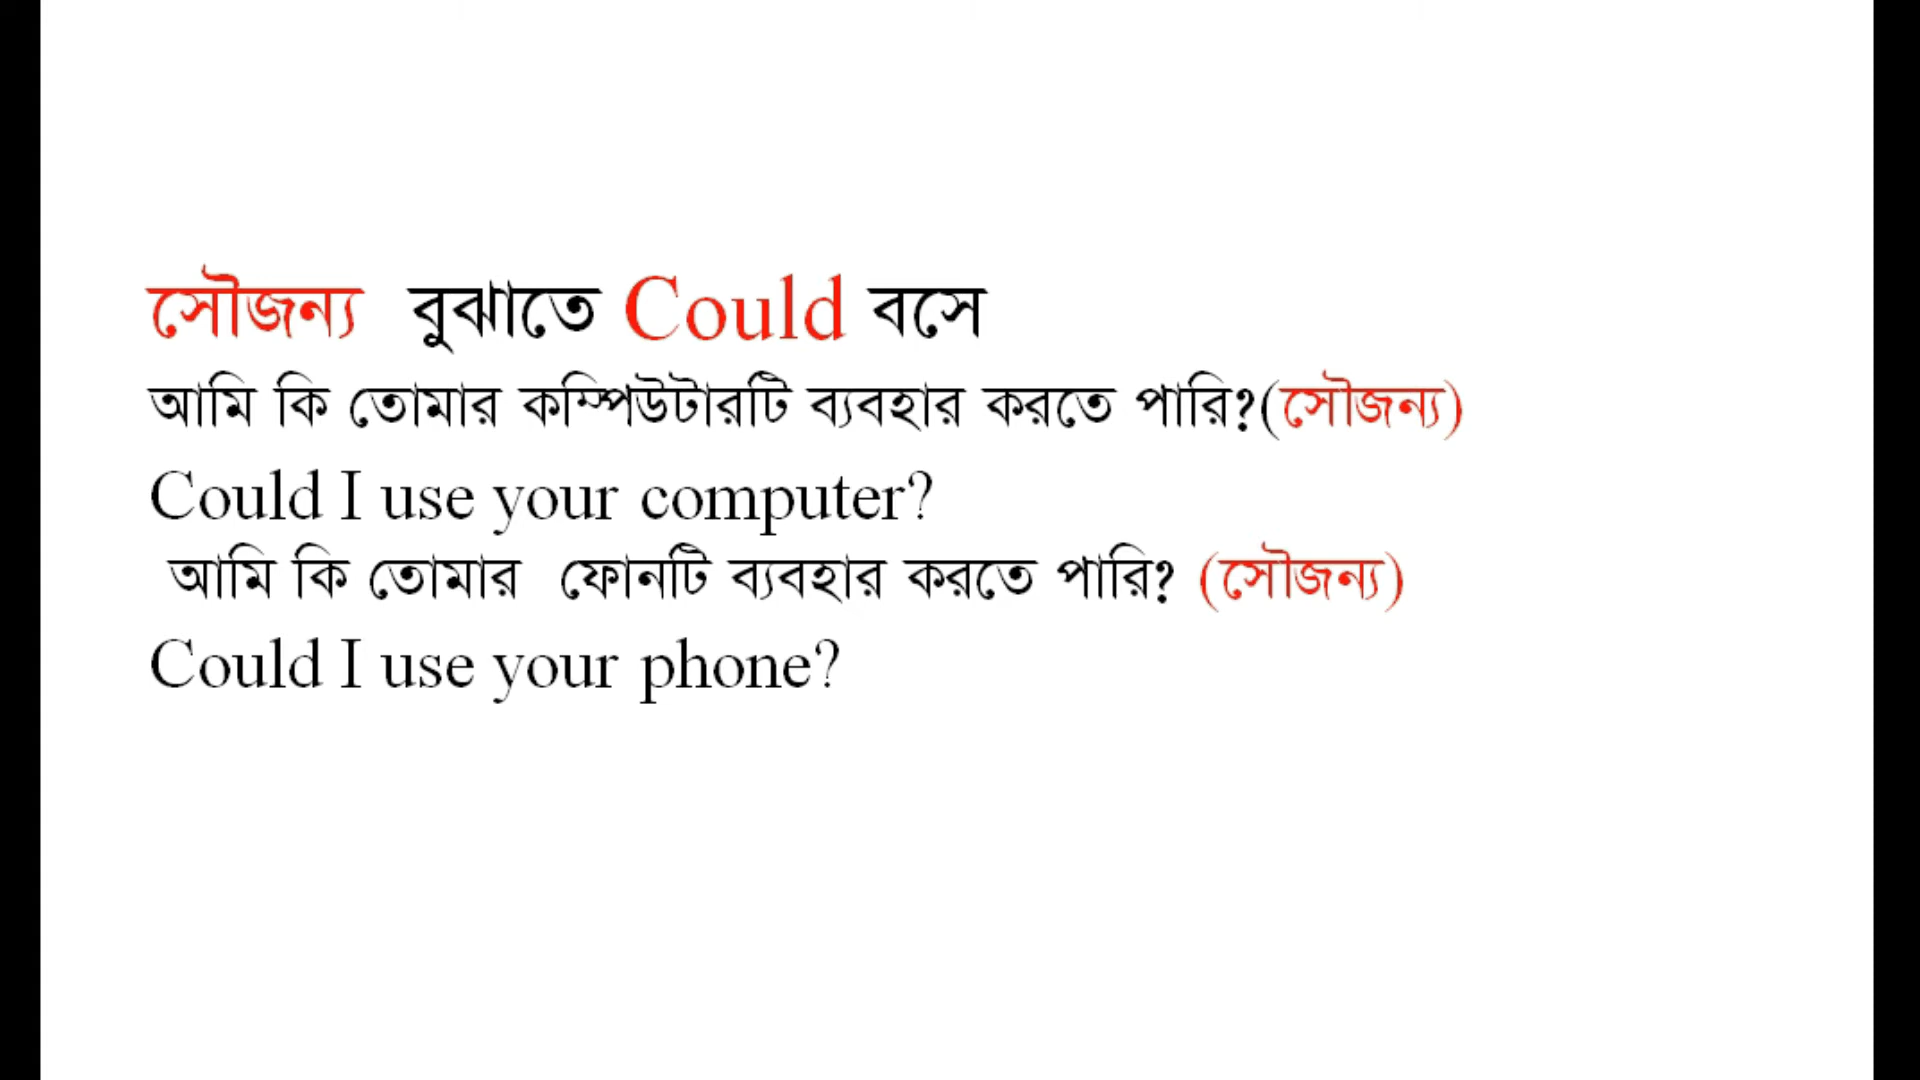 সৌজন্য বুঝাতে Could বসে
আমি কি তোমার কম্পিউটারটি ব্যবহার করতে পারি?(সৌজন্য)
Could I use your computer?
আমি কি তোমার ফোনটি ব্যবহার করতে পারি? (সৌজন্য)
Could I use your phone?